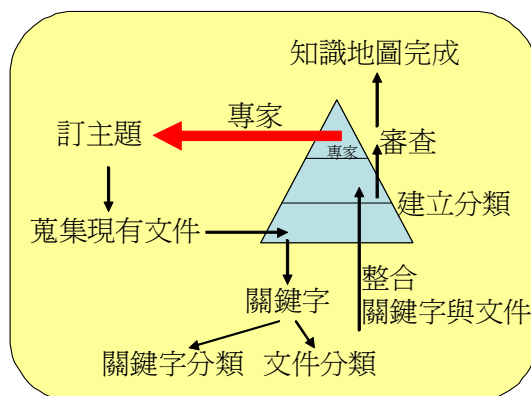 知識地圖完成
專家
訂主題
專家
審查
建立分類
蒐集現有文件
整合
關鍵字與文件
關鍵字
關鍵字分類
文件分類